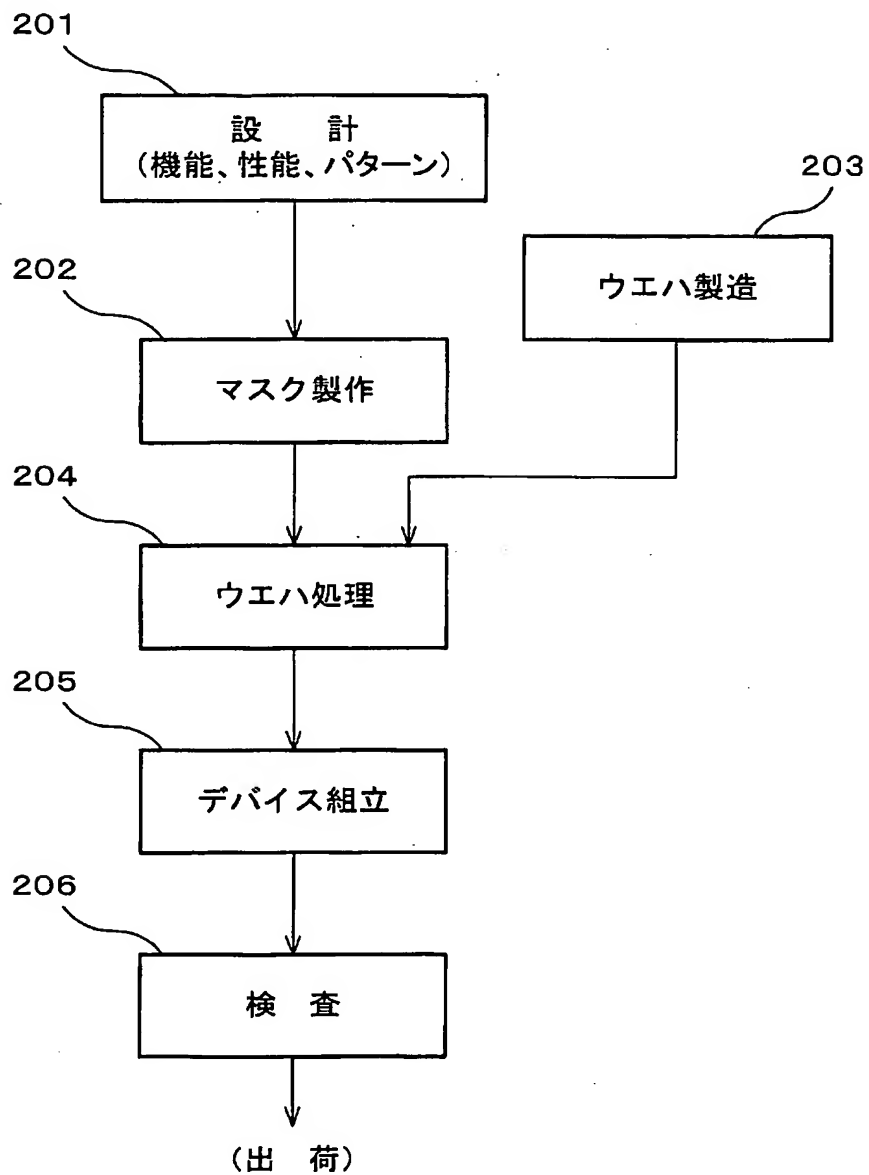 201
設 計
(機能、性能、パターン)
203
ウエハ製造
202
マスク製作
204
ウエハ処理
205
デバイス組立
206
検 査
(出 荷)